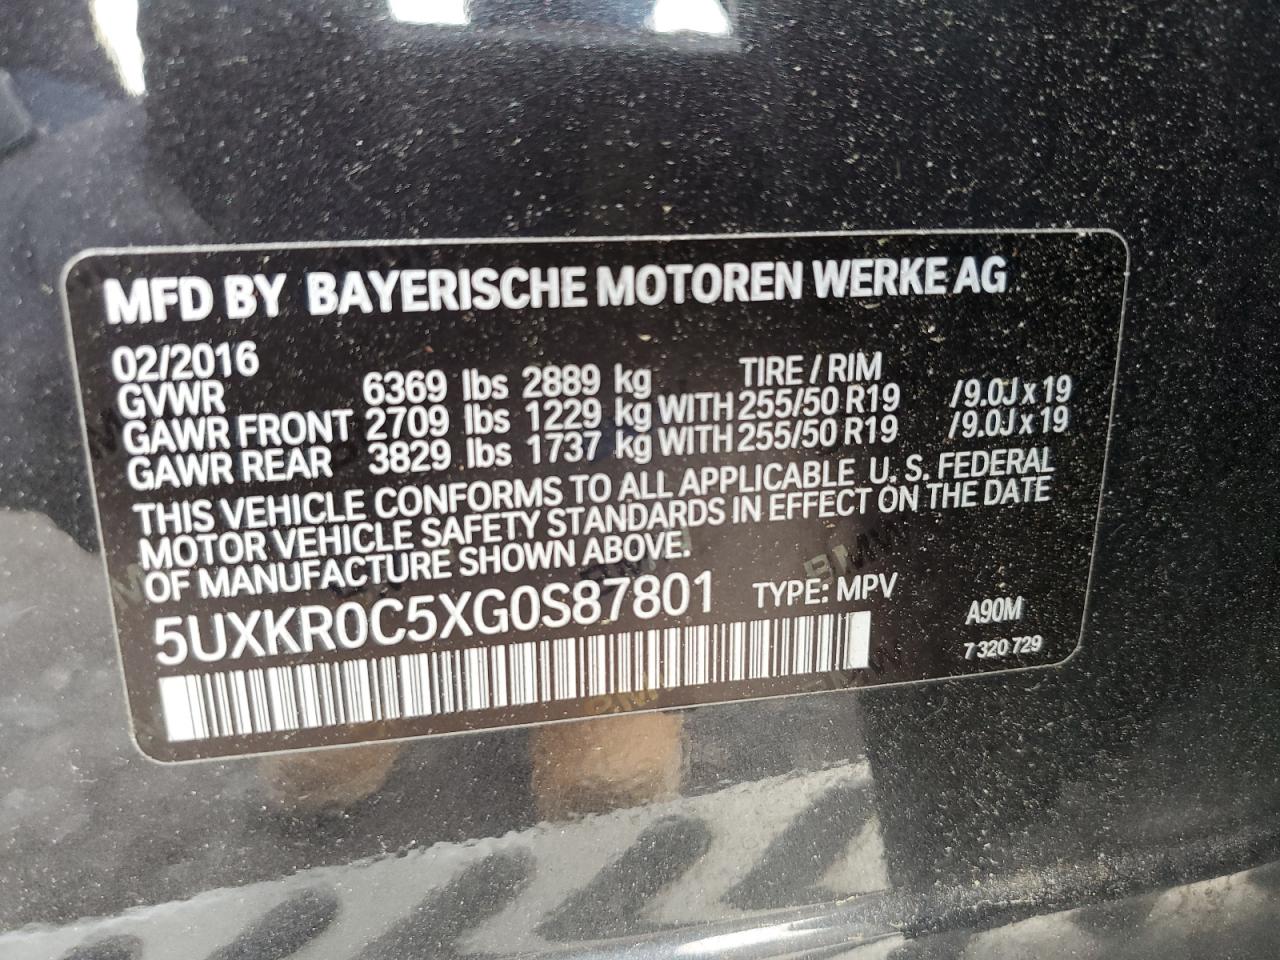 MFD BY BAYERISCHE MOTOREN WERKE AG
02/2016 TIRE / RIM
GVWR 6369 lbs 2889 kg
GAWR FRONT 2709 lbs 1229 kg WITH 255/50 R19 /9.0J x 19
GAWR REAR 3829 lbs 1737 kg WITH 255/50 R19 /9.0J x 19
THIS VEHICLE CONFORMS TO ALL APPLICABLE U. S. FEDERAL
MOTOR VEHICLE SAFETY STANDARDS IN EFFECT ON THE DATE
OF MANUFACTURE SHOWN ABOVE.
5UXKR0C5XG0S87801 TYPE: MPV A90M
7 320 729
BMW
BMW